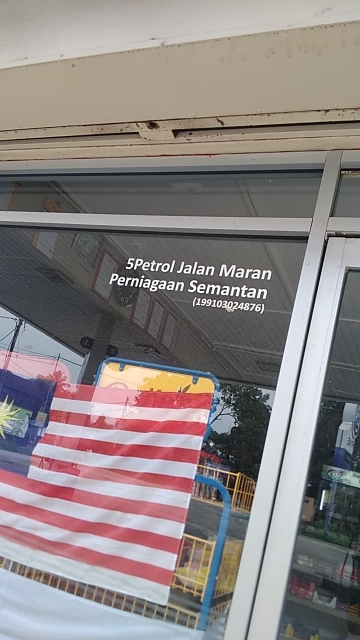 5Petrol Jalan Maran
Perniagaan Semantan
(199103024876)